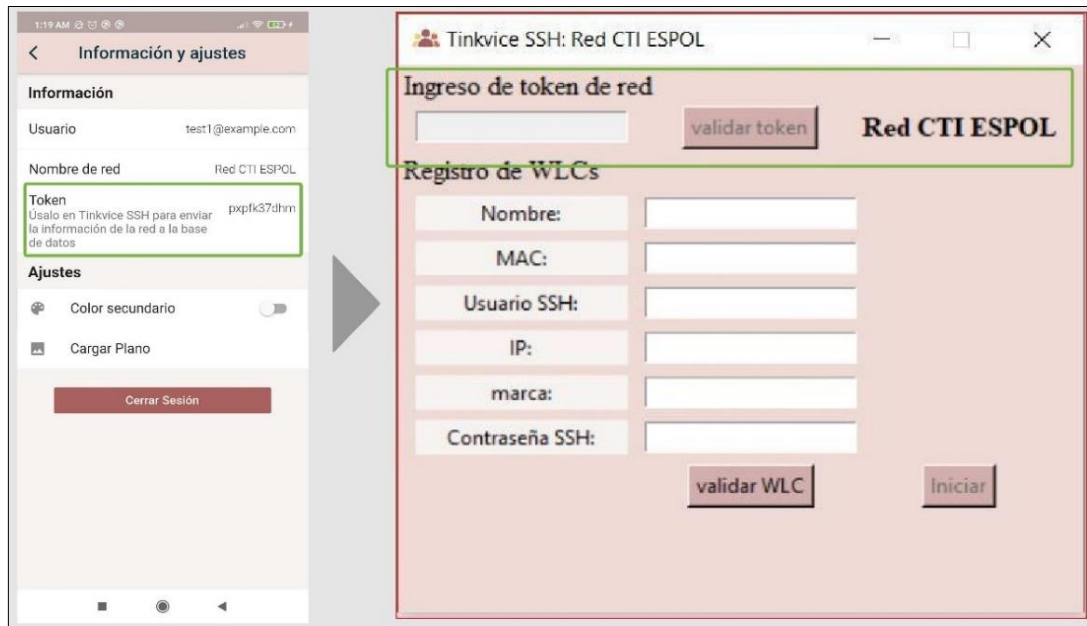 1:19 AM
Información y ajustes
Información
Usuario test1@example.com
Nombre de red Red CTI ESPOL
Token
Úsalo en Tinkvice SSH para enviar pxpfk37dhm
la información de la red a la base
de datos
Ajustes
Color secundario
Cargar Plano
Cerrar Sesión
Tinkvice SSH: Red CTI ESPOL
Ingreso de token de red
validar token Red CTI ESPOL
Registro de WLCs
Nombre:
MAC:
Usuario SSH:
IP:
marca:
Contraseña SSH:
validar WLC Iniciar